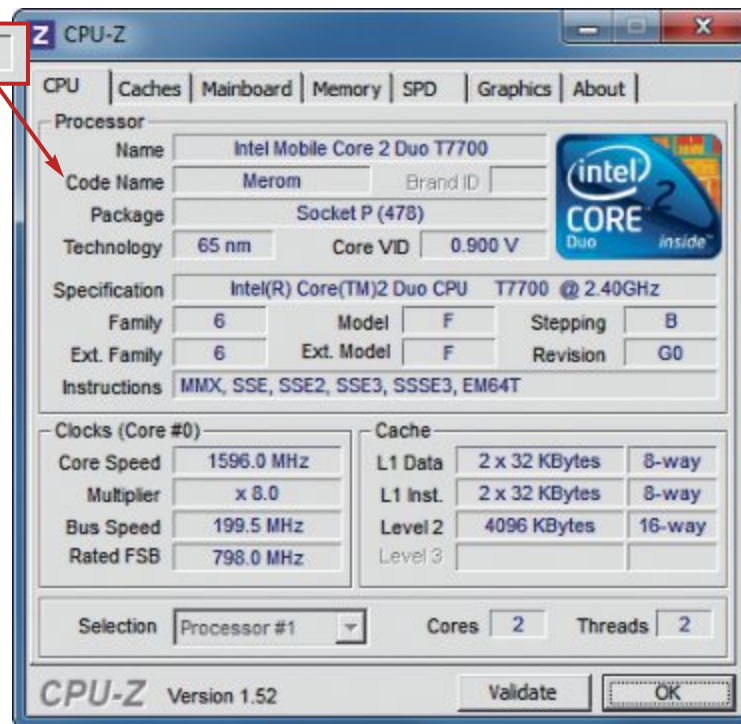 Z CPU-Z
CPU Caches Mainboard Memory SPD Graphics About
Processor
Name Intel Mobile Core 2 Duo T7700
Code Name Merom Brand ID
Package Socket P (478)
Technology 65 nm Core VID 0.900 V
intel 2
CORE
Duo inside™
Specification Intel(R) Core(TM)2 Duo CPU T7700 @ 2.40GHz
Family 6 Model F Stepping B
Ext. Family 6 Ext. Model F Revision G0
Instructions MMX, SSE, SSE2, SSE3, SSSE3, EM64T
Clocks (Core #0) Cache
Core Speed 1596.0 MHz L1 Data 2 x 32 KBytes 8-way
Multiplier x 8.0 L1 Inst. 2 x 32 KBytes 8-way
Bus Speed 199.5 MHz Level 2 4096 KBytes 16-way
Rated FSB 798.0 MHz Level 3
Selection Processor #1 Cores 2 Threads 2
CPU-Z Version 1.52 Validate OK